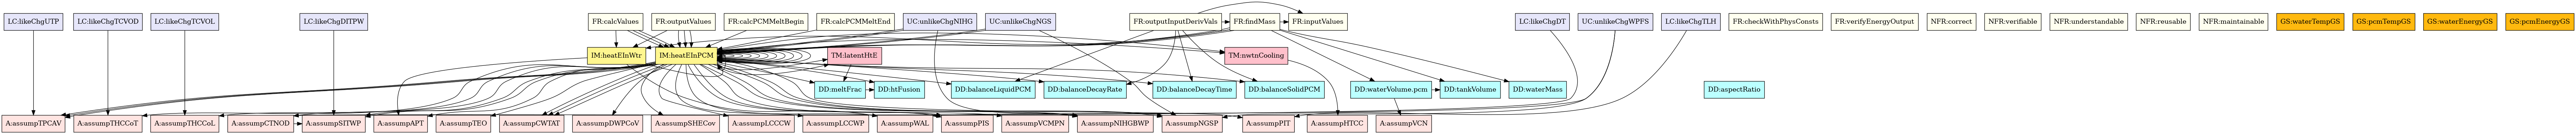 LC:likeChgUTP
LC:likeChgTCVOD
LC:likeChgTCVOL
LC:likeChgDITPW
FR:calcValues
FR:outputValues
FR:calcPCMMeltBegin
FR:calcPCMMeltEnd
UC:unlikeChgNIHG
UC:unlikeChgNGS
FR:outputInputDerivVals
FR:findMass
FR:inputValues
LC:likeChgDT
UC:unlikeChgWPFS
LC:likeChgTLH
FR:checkWithPhysConsts
FR:verifyEnergyOutput
NFR:correct
NFR:verifiable
NFR:understandable
NFR:reusable
NFR:maintainable
GS:waterTempGS
GS:pcmTempGS
GS:waterEnergyGS
GS:pcmEnergyGS
IM:heatEInWtr
IM:heatEInPCM
TM:latentHtE
TM:nwtnCooling
DD:meltFrac
DD:htFusion
DD:balanceLiquidPCM
DD:balanceDecayRate
DD:balanceDecayTime
DD:balanceSolidPCM
DD:waterVolume.pcm
DD:tankVolume
DD:waterMass
DD:aspectRatio
A:assumpTPCAV
A:assumpTHCCoT
A:assumpTHCCoL
A:assumpCTNOD
A:assumpSITWP
A:assumpAPT
A:assumpTEO
A:assumpCWTAT
A:assumpDWPCoV
A:assumpSHECov
A:assumpLCCCW
A:assumpLCCWP
A:assumpWAL
A:assumpPIS
A:assumpVCMPN
A:assumpNIHGBWP
A:assumpNGSP
A:assumpPIT
A:assumpHTCC
A:assumpVCN